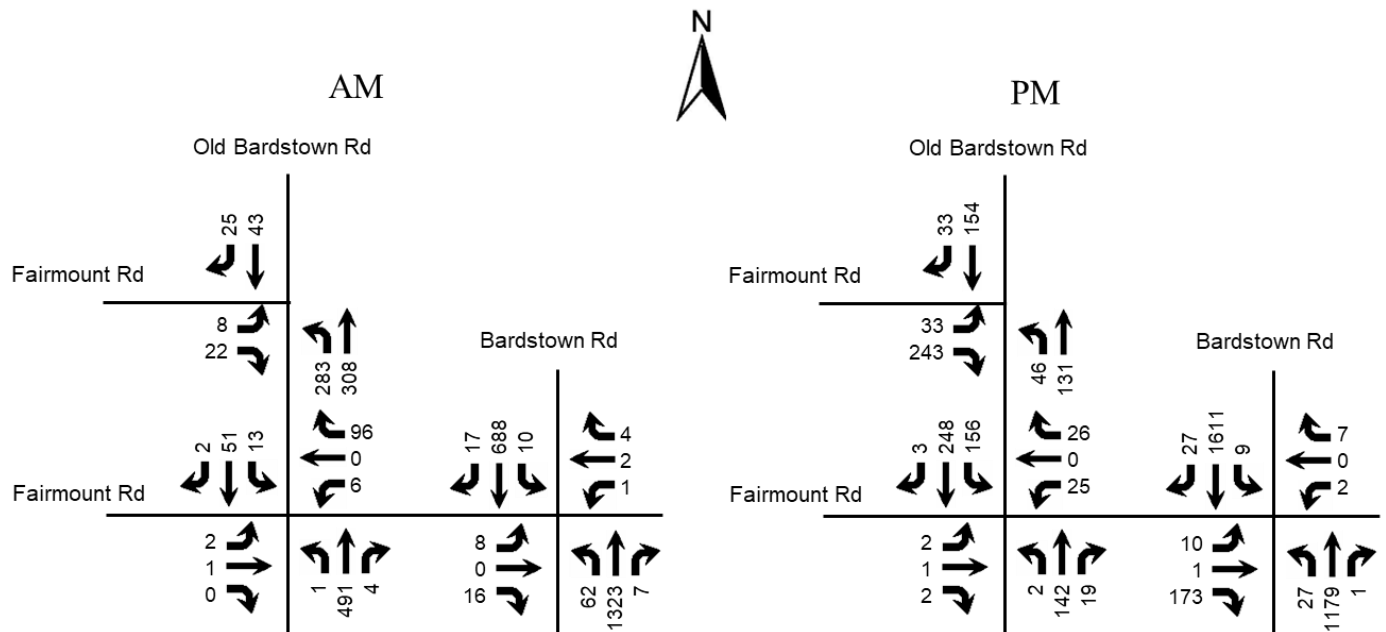 N
AM
PM
Old Bardstown Rd
Old Bardstown Rd
25 43
33 154
Fairmount Rd
Fairmount Rd
8
22
33
243
283 308
46 131
Bardstown Rd
Bardstown Rd
2 51 13
96
0
6
17 688 10
4
2
1
3 248 156
26
0
25
27 1611 9
7
0
2
Fairmount Rd
Fairmount Rd
2
1
0
1 491 4
8
0
16
62 1323 7
2
1
2
2 142 19
10
1
173
27 1179 1